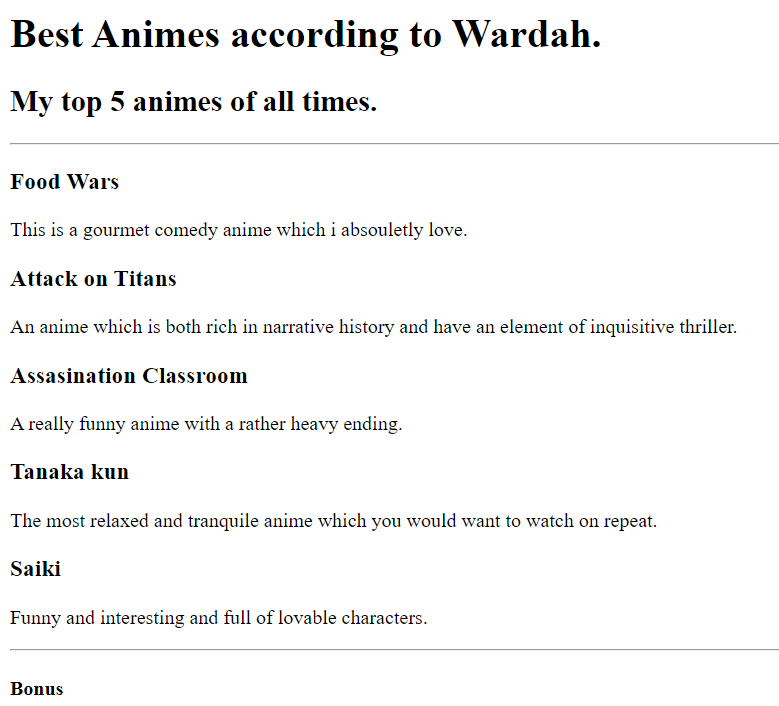 Best Animes according to Wardah.
My top 5 animes of all times.
Food Wars
This is a gourmet comedy anime which i absouletly love.
Attack on Titans
An anime which is both rich in narrative history and have an element of inquisitive thriller.
Assasination Classroom
A really funny anime with a rather heavy ending.
Tanaka kun
The most relaxed and tranquile anime which you would want to watch on repeat.
Saiki
Funny and interesting and full of lovable characters.
Bonus